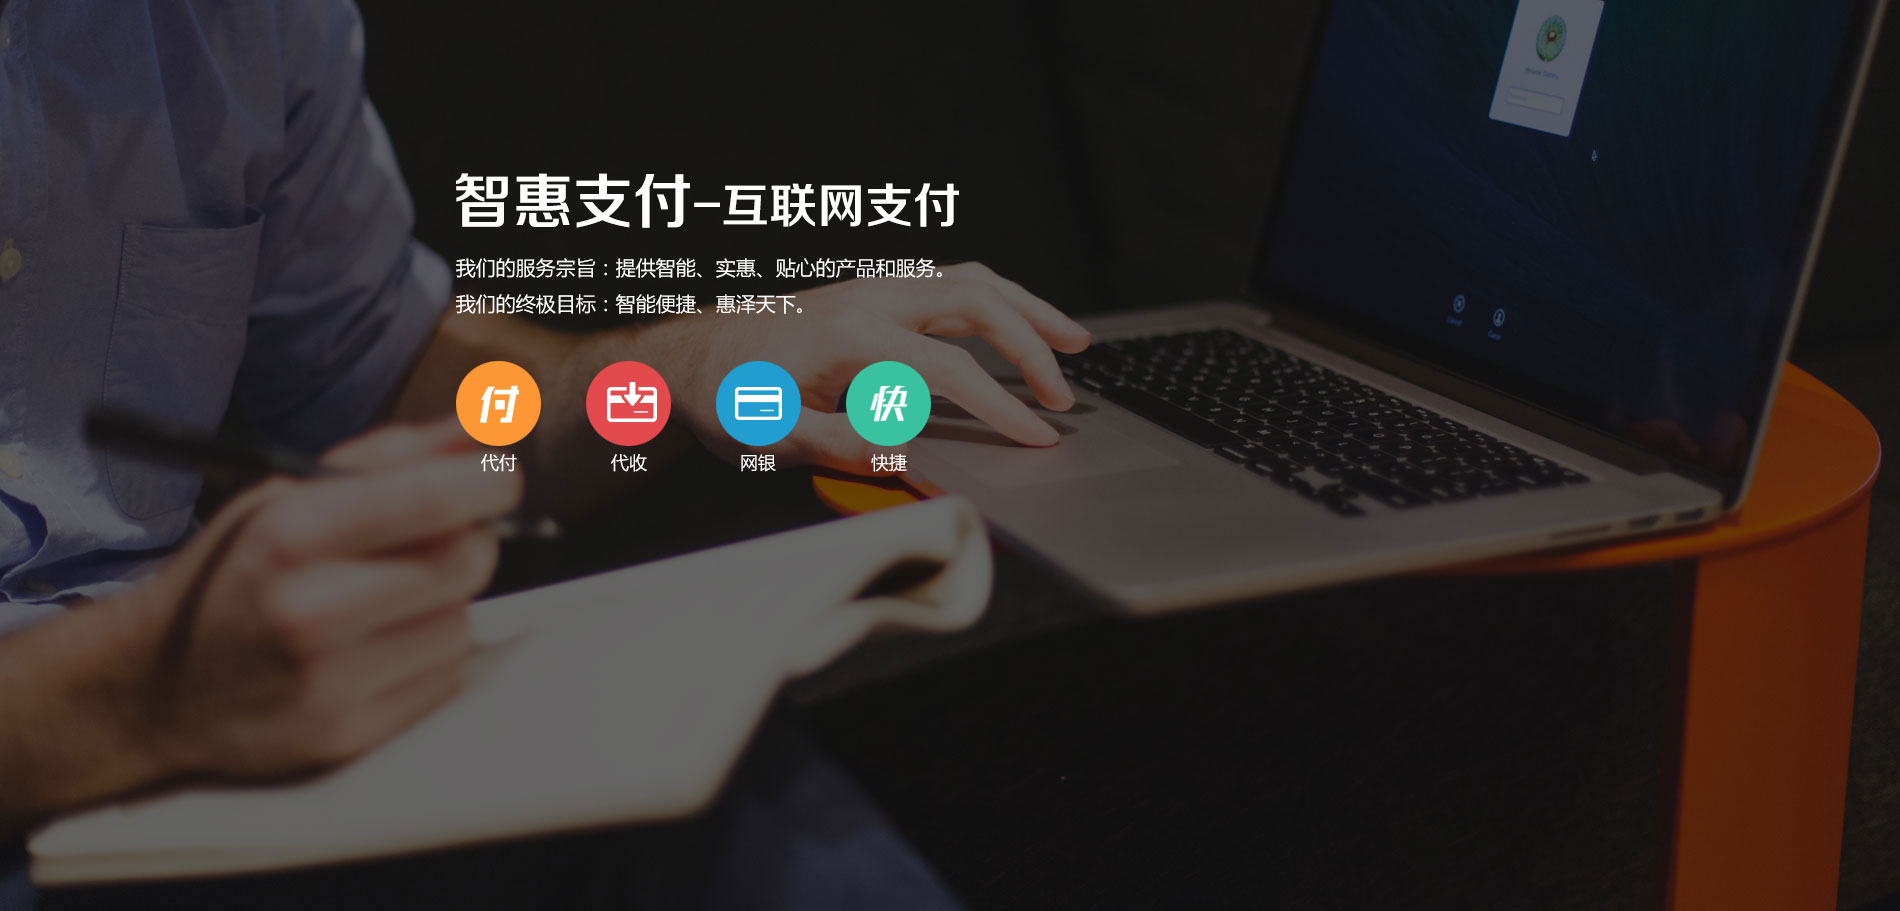 智惠支付-互联网支付
我们的服务宗旨：提供智能、实惠、贴心的产品和服务。
我们的终极目标：智能便捷、惠泽天下。
付
快
代付
代收
网银
快捷
Cancel